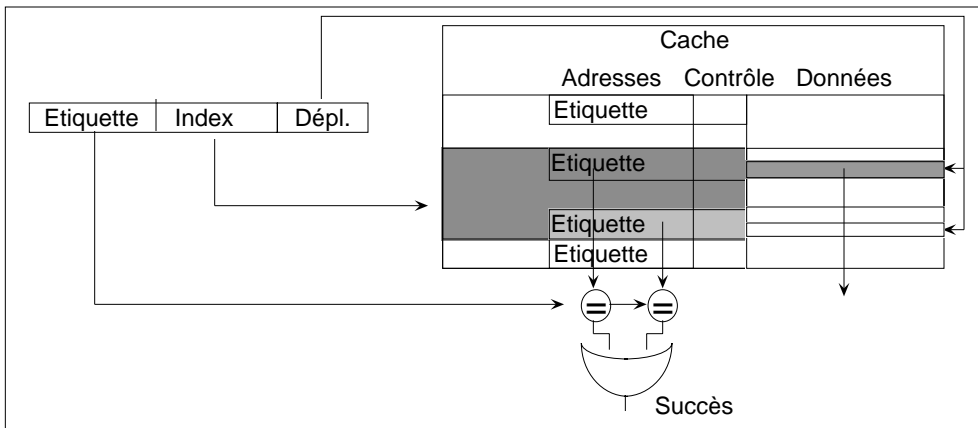 Cache
Adresses Contrôle Données
Etiquette Index Dépl.
Etiquette
Etiquette
Etiquette
Etiquette
= =
Succès